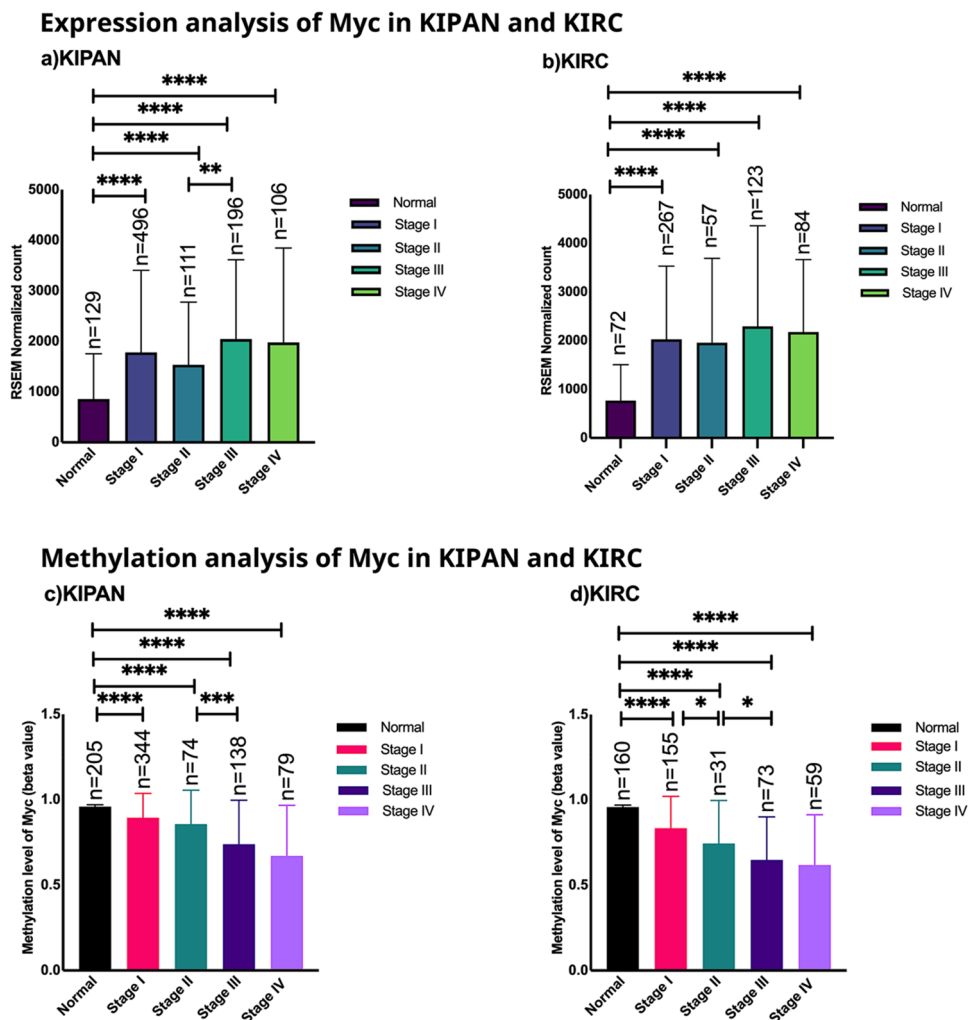 Expression analysis of Myc in KIPAN and KIRC
a)KIPAN
****
****
****
****
**
RSEM Normalized count
5000
4000
3000
2000
1000
0
n=129
n=496
n=111
n=196
n=106
Normal
Stage I
Stage II
Stage III
Stage IV
Normal
Stage I
Stage II
Stage III
Stage IV
b)KIRC
****
****
****
****
RSEM Normalized count
5000
4000
3000
2000
1000
0
n=72
n=267
n=57
n=123
n=84
Normal
Stage I
Stage II
Stage III
Stage IV
Normal
Stage I
Stage II
Stage III
Stage IV
Methylation analysis of Myc in KIPAN and KIRC
c)KIPAN
****
****
****
****
***
Methylation level of Myc (beta value)
1.5
1.0
0.5
0.0
n=205
n=344
n=74
n=138
n=79
Normal
Stage I
Stage II
Stage III
Stage IV
Normal
Stage I
Stage II
Stage III
Stage IV
d)KIRC
****
****
****
****
*
*
Methylation level of Myc (beta value)
1.5
1.0
0.5
0.0
n=160
n=155
n=31
n=73
n=59
Normal
Stage I
Stage II
Stage III
Stage IV
Normal
Stage I
Stage II
Stage III
Stage IV